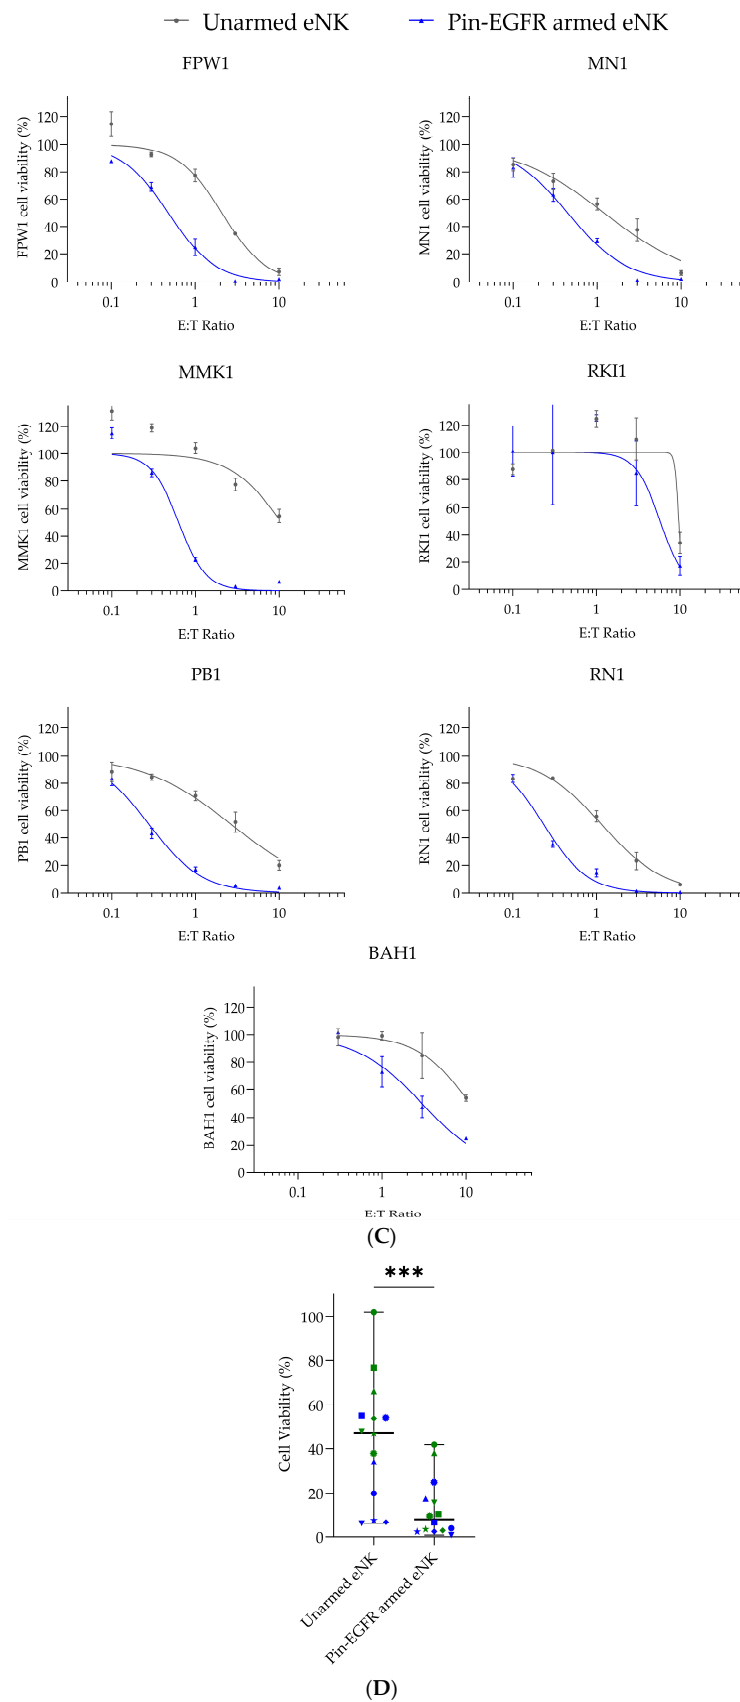 Unarmed eNK Pin-EGFR armed eNK
FPW1
FPW1 cell viability (%)
120
100
80
60
40
20
0
0.1 1 10
E:T Ratio
MN1
MN1 cell viability (%)
120
100
80
60
40
20
0
0.1 1 10
E:T Ratio
MMK1
MMK1 cell viability (%)
120
100
80
60
40
20
0
0.1 1 10
E:T Ratio
RKI1
RKI1 cell viability (%)
120
100
80
60
40
20
0
0.1 1 10
E:T Ratio
PB1
PB1 cell viability (%)
120
100
80
60
40
20
0
0.1 1 10
E:T Ratio
RN1
RN1 cell viability (%)
120
100
80
60
40
20
0
0.1 1 10
E:T Ratio
BAH1
BAH1 cell viability (%)
120
100
80
60
40
20
0
0.1 1 10
E:T Ratio
(C)
***
Cell Viability (%)
100
80
60
40
20
0
Unarmed eNK
Pin-EGFR armed eNK
(D)